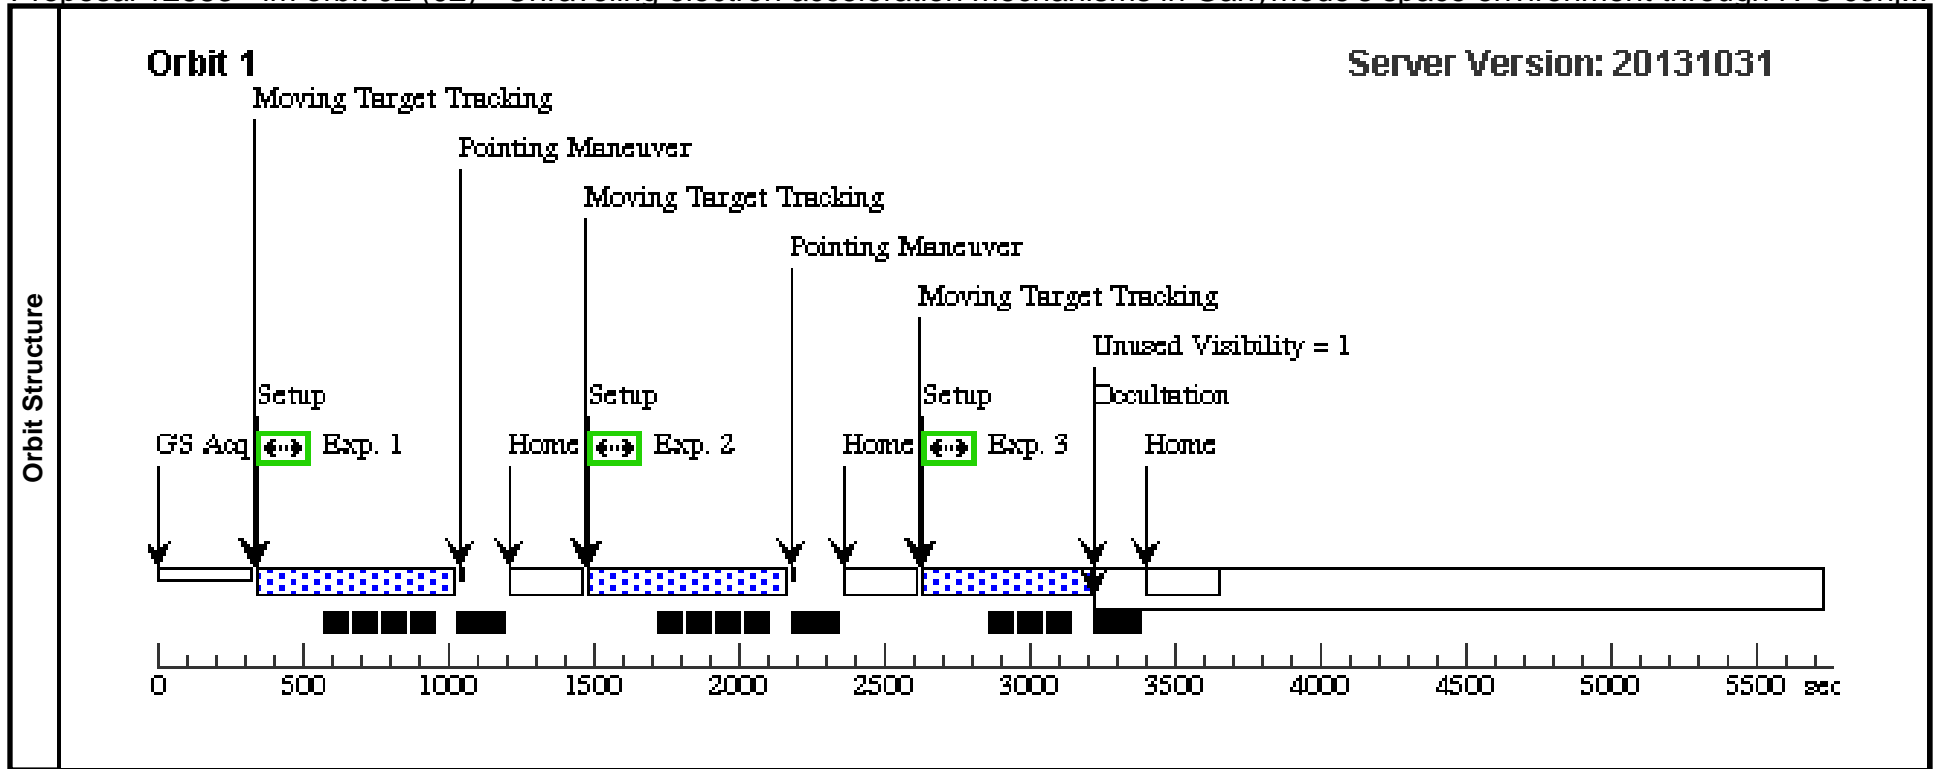 Orbit Structure
Orbit 1
Server Version: 20131031
Moving Target Tracking
Pointing Maneuver
Moving Target Tracking
Pointing Maneuver
Moving Target Tracking
Unused Visibility = 1
Setup Setup Setup Occultation
GS Acq Exp. 1 Home Exp. 2 Home Exp. 3 Home
0 500 1000 1500 2000 2500 3000 3500 4000 4500 5000 5500 sec